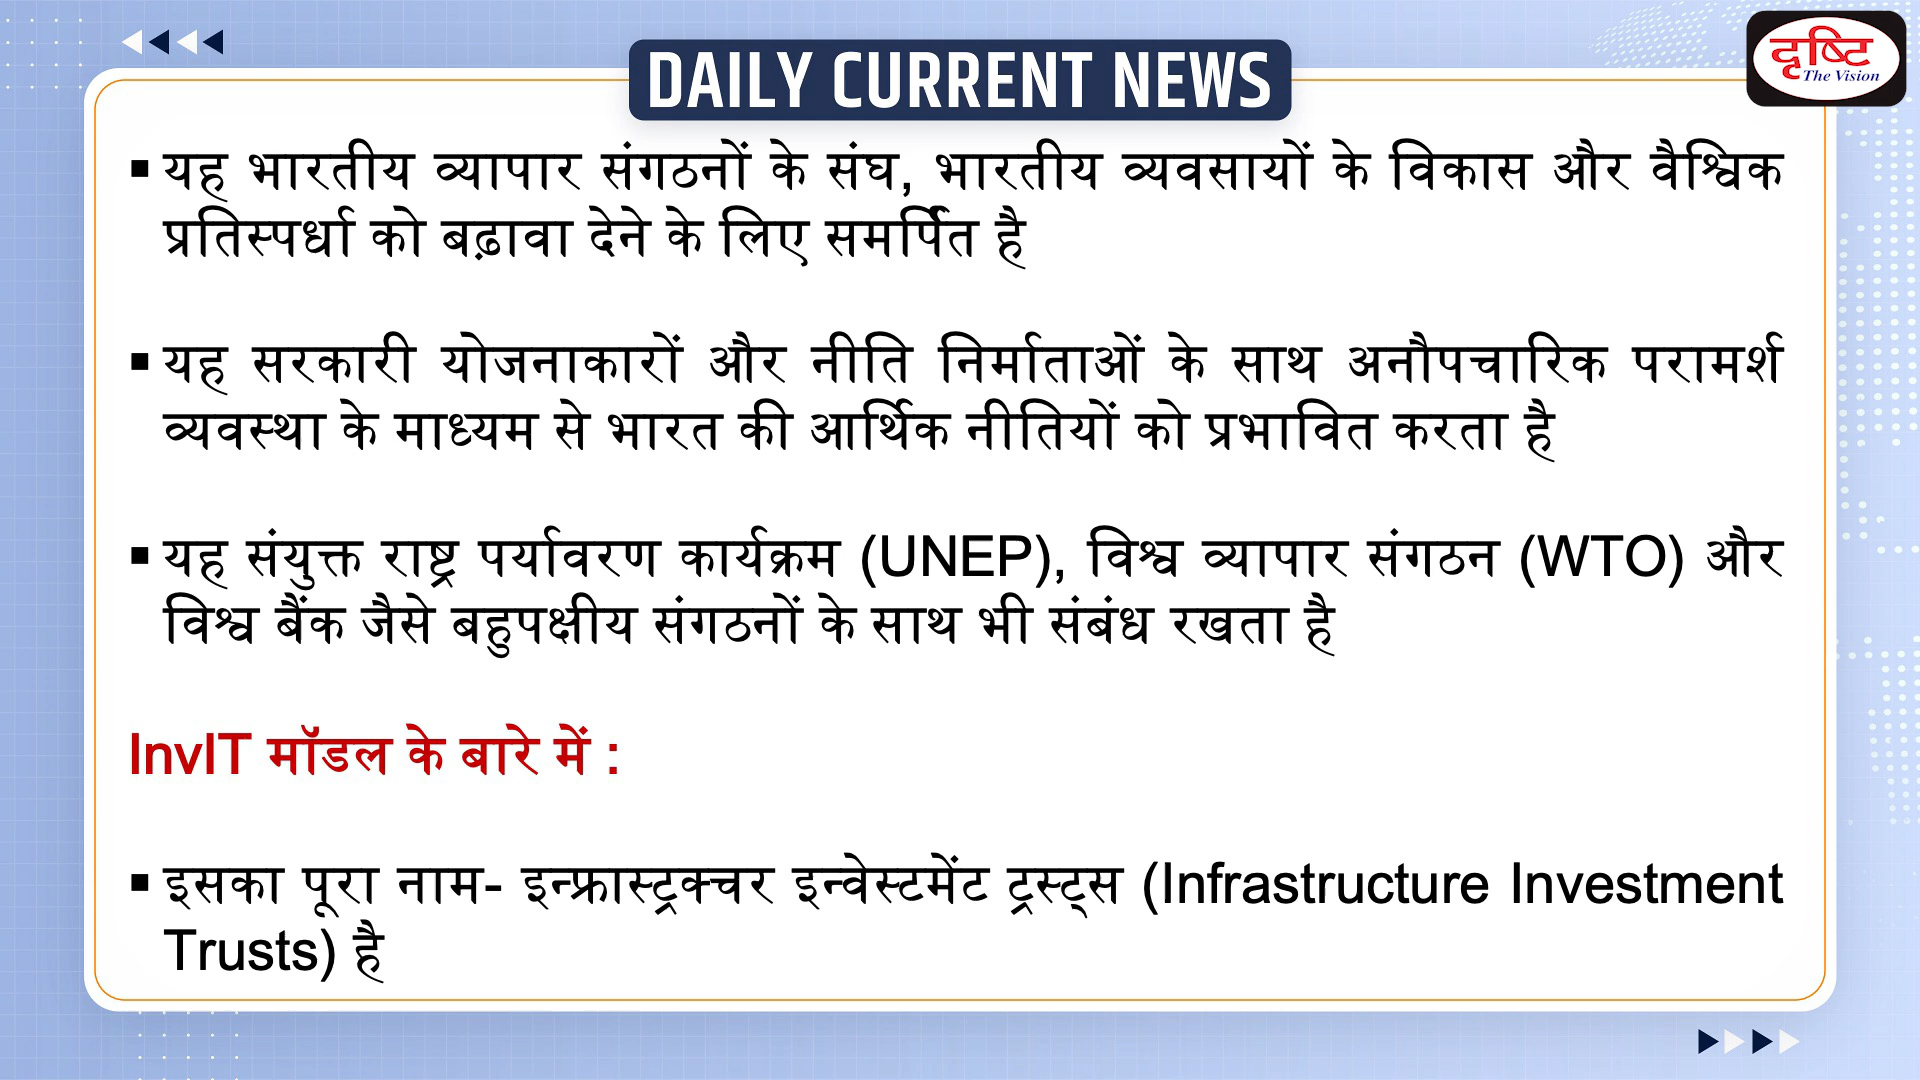 DAILY CURRENT NEWS
दृष्टि
The Vision
▪ यह भारतीय व्यापार संगठनों के संघ, भारतीय व्यवसायों के विकास और वैश्विक
प्रतिस्पर्धा को बढ़ावा देने के लिए समर्पित है
▪ यह सरकारी योजनाकारों और नीति निर्माताओं के साथ अनौपचारिक परामर्श
व्यवस्था के माध्यम से भारत की आर्थिक नीतियों को प्रभावित करता है
▪ यह संयुक्त राष्ट्र पर्यावरण कार्यक्रम (UNEP), विश्व व्यापार संगठन (WTO) और
विश्व बैंक जैसे बहुपक्षीय संगठनों के साथ भी संबंध रखता है
InvIT मॉडल के बारे में :
▪ इसका पूरा नाम- इन्फ्रास्ट्रक्चर इन्वेस्टमेंट ट्रस्ट्स (Infrastructure Investment
Trusts) है